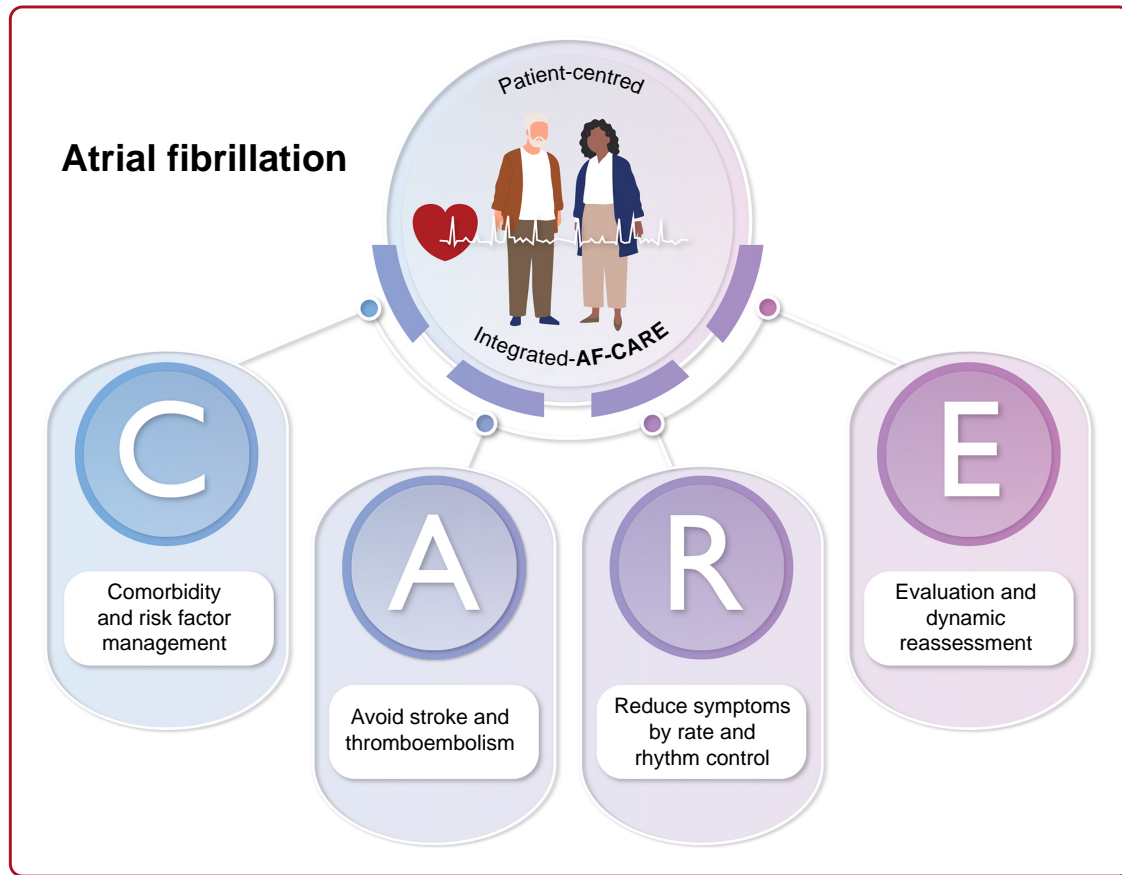 Patient-centred
Atrial fibrillation
Integrated-AF-CARE
C
Comorbidity
and risk factor
management
A
Avoid stroke and
thromboembolism
R
Reduce symptoms
by rate and
rhythm control
E
Evaluation and
dynamic
reassessment